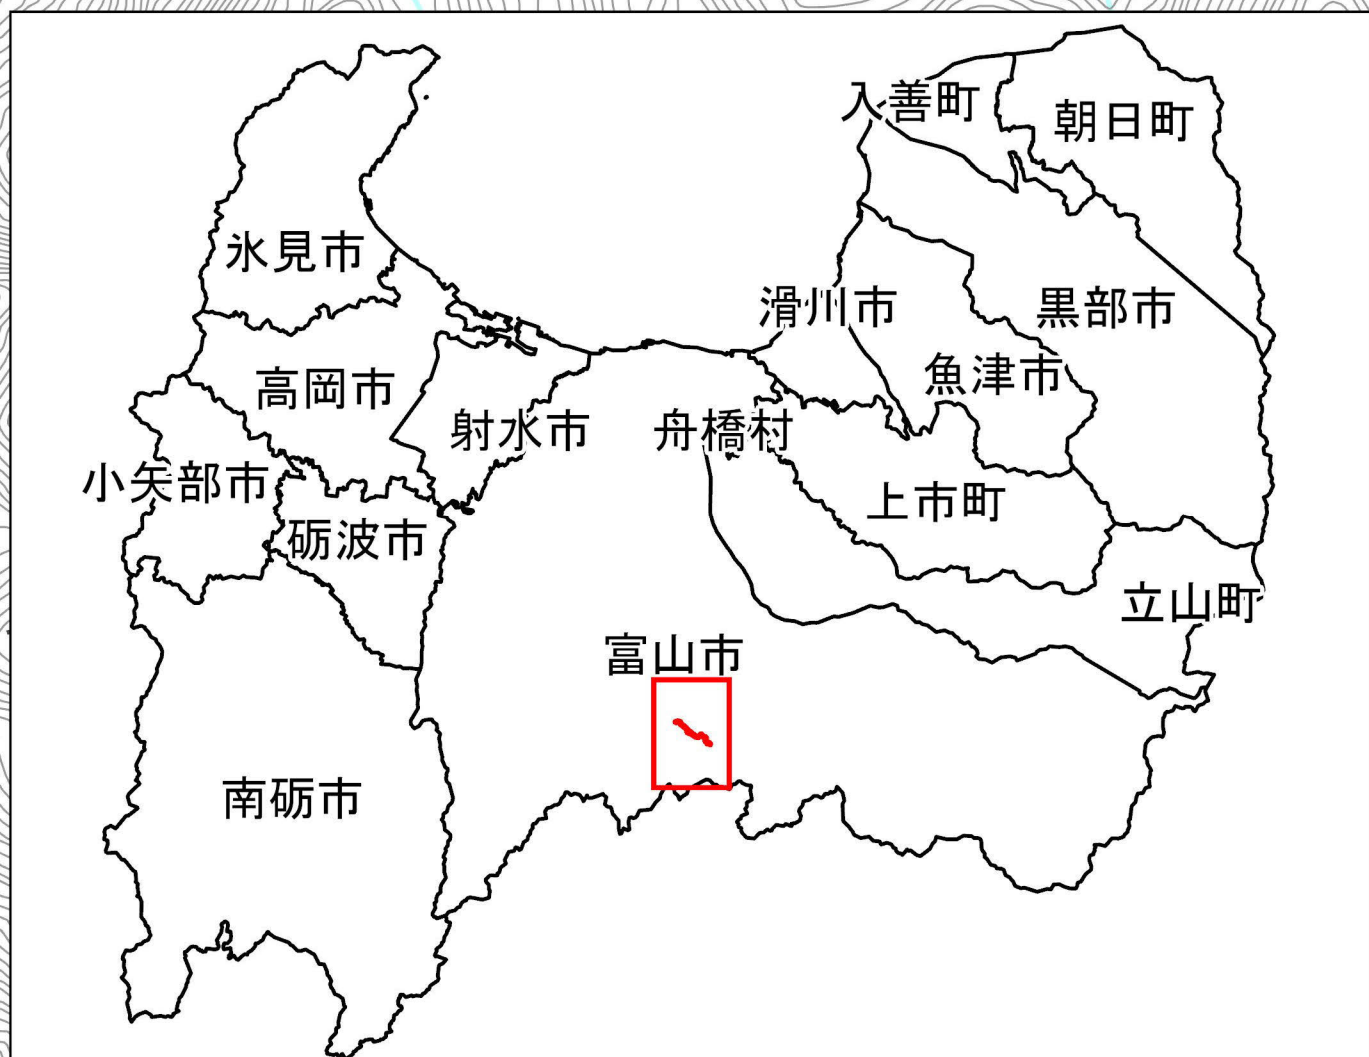 入善町
朝日町
氷見市
滑川市
黒部市
魚津市
高岡市
射水市
舟橋村
小矢部市
上市町
砺波市
立山町
富山市
南砺市